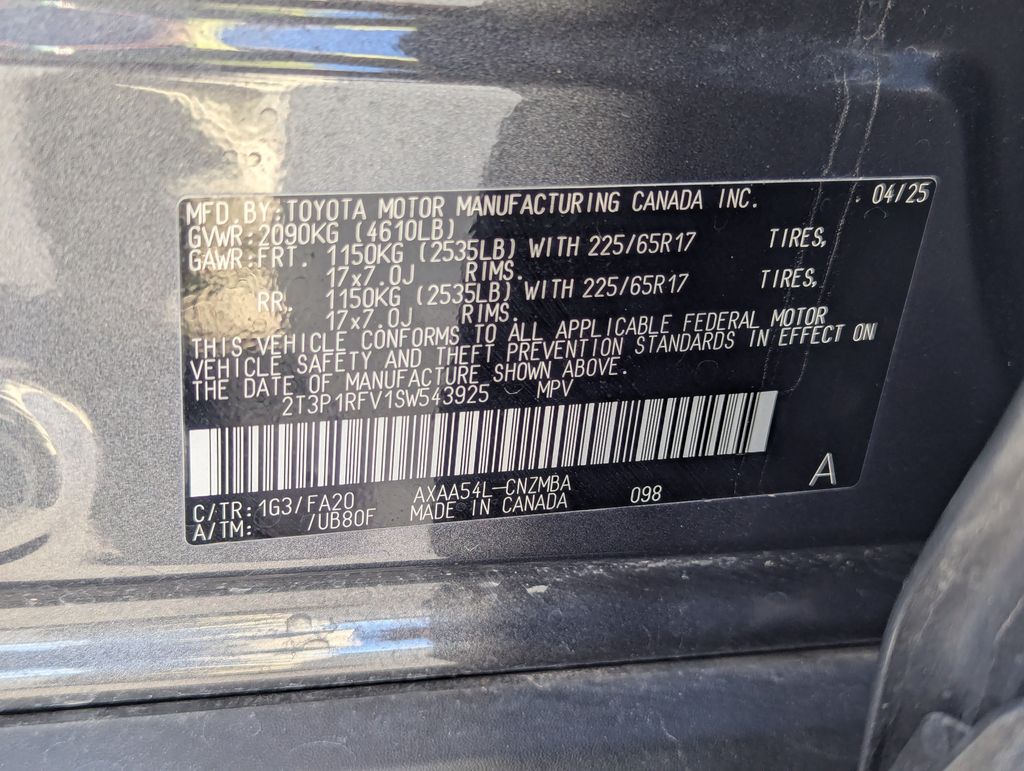 MFD.BY:TOYOTA MOTOR MANUFACTURING CANADA INC. 04/25
GVWR:2090KG (4610LB)
GAWR:FRT. 1150KG (2535LB) WITH 225/65R17 TIRES,
17x7.0J RIMS.
RR. 1150KG (2535LB) WITH 225/65R17 TIRES,
17x7.0J RIMS.
THIS VEHICLE CONFORMS TO ALL APPLICABLE FEDERAL MOTOR
VEHICLE SAFETY AND THEFT PREVENTION STANDARDS IN EFFECT ON
THE DATE OF MANUFACTURE SHOWN ABOVE.
2T3P1RFV1SW543925 MPV
C/TR:1G3/FA20 AXAA54L-CNZMBA 098 A
A/TM: /UB80F MADE IN CANADA